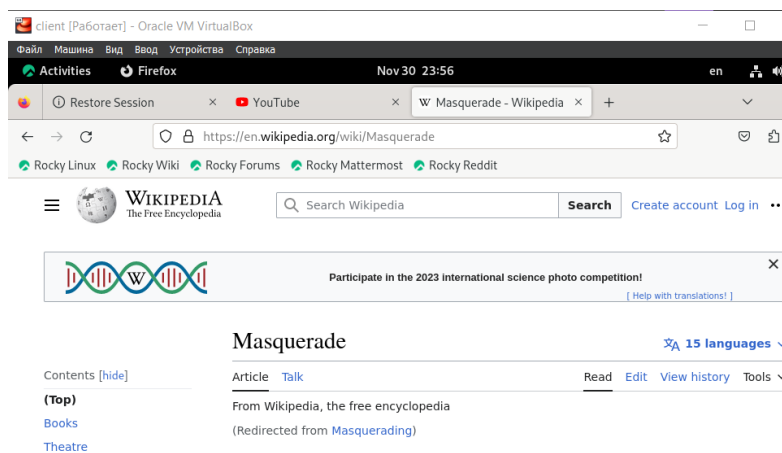 client [Работает] - Oracle VM VirtualBox
Файл Машина Вид Ввод Устройства Справка
Activities Firefox Nov 30 23:56 en
Restore Session YouTube W Masquerade - Wikipedia
https://en.wikipedia.org/wiki/Masquerade
Rocky Linux Rocky Wiki Rocky Forums Rocky Mattermost Rocky Reddit
WIKIPEDIA
The Free Encyclopedia
Search Wikipedia Search Create account Log in
W
Participate in the 2023 international science photo competition!
[ Help with translations! ]
Masquerade
15 languages
Contents [hide]
Article Talk Read Edit View history Tools
(Top)
From Wikipedia, the free encyclopedia
Books
(Redirected from Masquerading)
Theatre